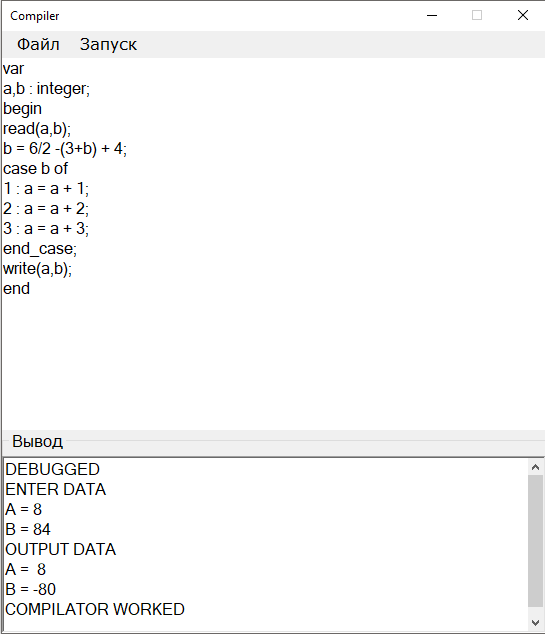 Compiler
Файл Запуск
var
a,b : integer;
begin
read(a,b);
b = 6/2 -(3+b) + 4;
case b of
1 : a = a + 1;
2 : a = a + 2;
3 : a = a + 3;
end_case;
write(a,b);
end
Вывод
DEBUGGED
ENTER DATA
A = 8
B = 84
OUTPUT DATA
A =  8
B = -80
COMPILATOR WORKED